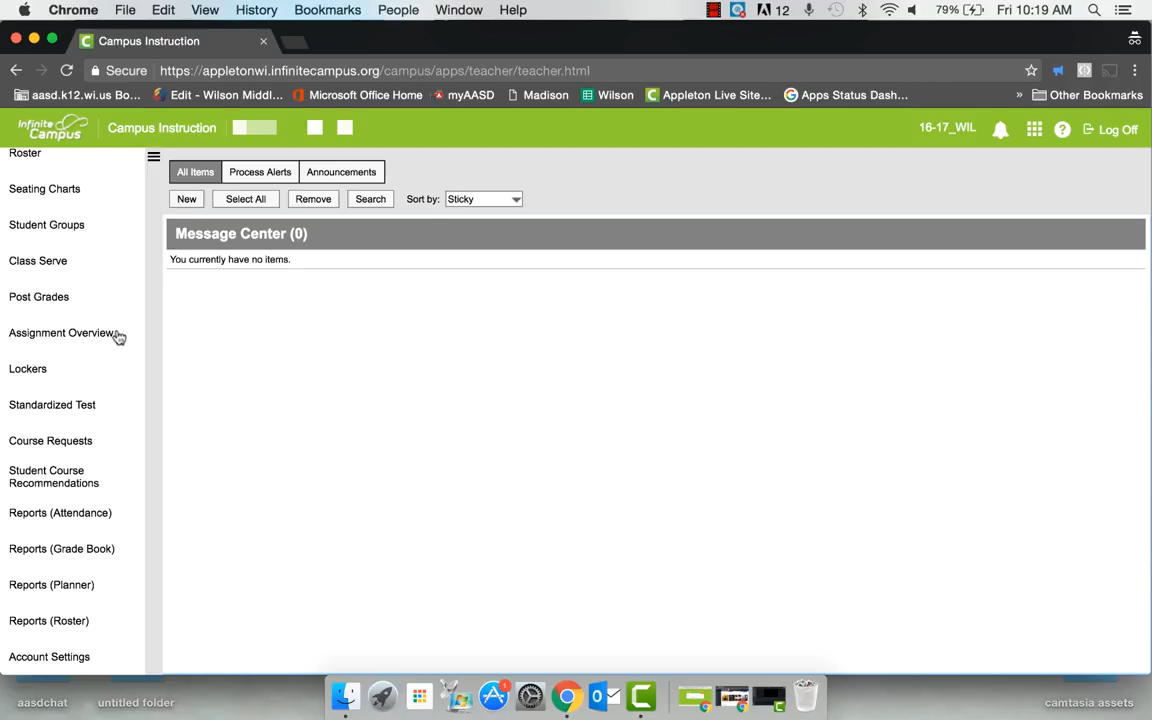 Chrome File Edit View History Bookmarks People Window Help 12 79% Fri 10:19 AM
Campus Instruction
Secure https://appletonwi.infinitecampus.org/campus/apps/teacher/teacher.html
aasd.k12.wi.us Bo... Edit - Wilson Middl... Microsoft Office Home myAASD Madison Wilson Appleton Live Site... Apps Status Dash... » Other Bookmarks
Infinite Campus Campus Instruction 16-17_WIL ? Log Off
Roster
All Items Process Alerts Announcements
Seating Charts
New Select All Remove Search Sort by: Sticky
Student Groups
Message Center (0)
Class Serve
You currently have no items.
Post Grades
Assignment Overview
Lockers
Standardized Test
Course Requests
Student Course
Recommendations
Reports (Attendance)
Reports (Grade Book)
Reports (Planner)
Reports (Roster)
Account Settings
aasdchat untitled folder camtasia assets